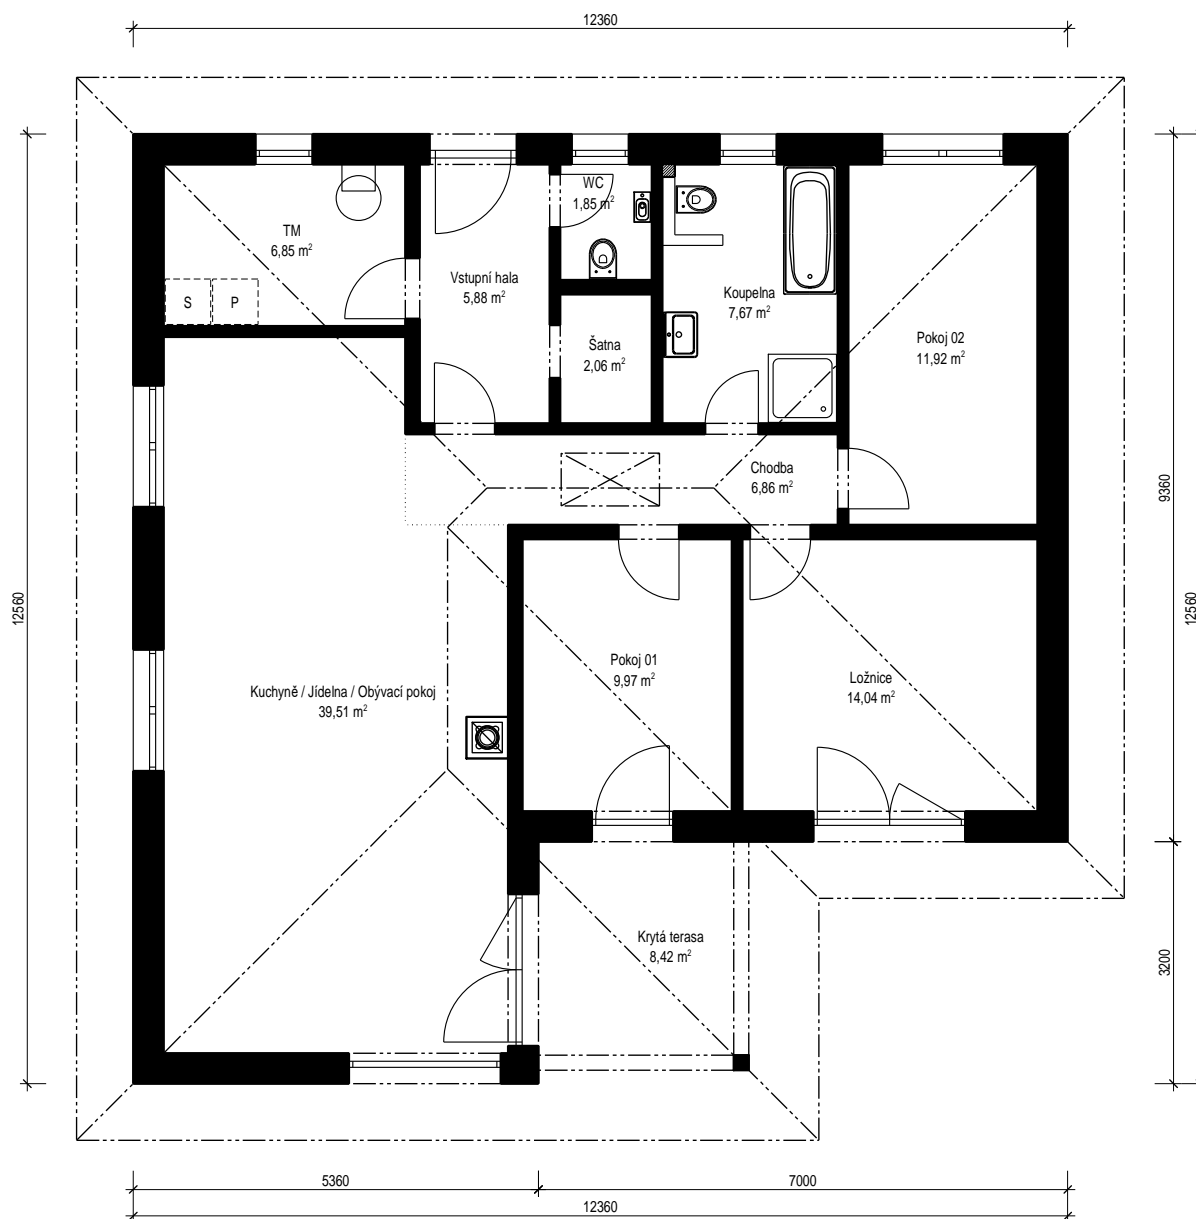 12360
WC
1,85 m²
TM
6,85 m²
Vstupní hala
5,88 m²
S
P
Koupelna
7,67 m²
Šatna
2,06 m²
Pokoj 02
11,92 m²
Chodba
6,86 m²
9360
12560
12560
Pokoj 01
9,97 m²
Ložnice
14,04 m²
Kuchyně / Jídelna / Obývací pokoj
39,51 m²
Krytá terasa
8,42 m²
3200
5360
7000
12360